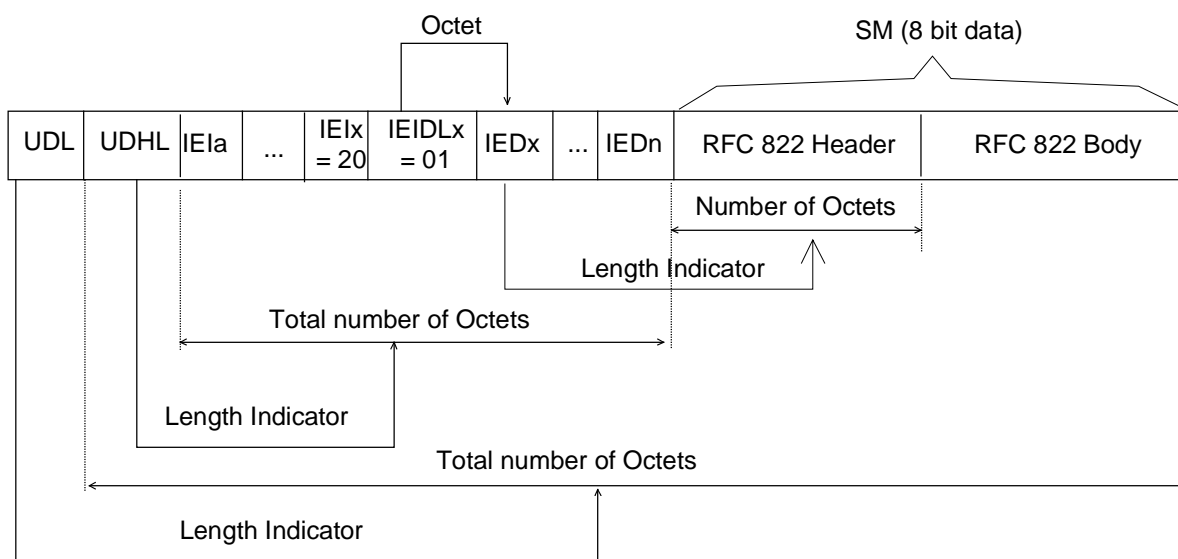 Octet
SM (8 bit data)
UDL UDHL IEIa ... IEIx = 20 IEIDLx = 01 IEDx ... IEDn RFC 822 Header RFC 822 Body
Number of Octets
Length Indicator
Total number of Octets
Length Indicator
Total number of Octets
Length Indicator